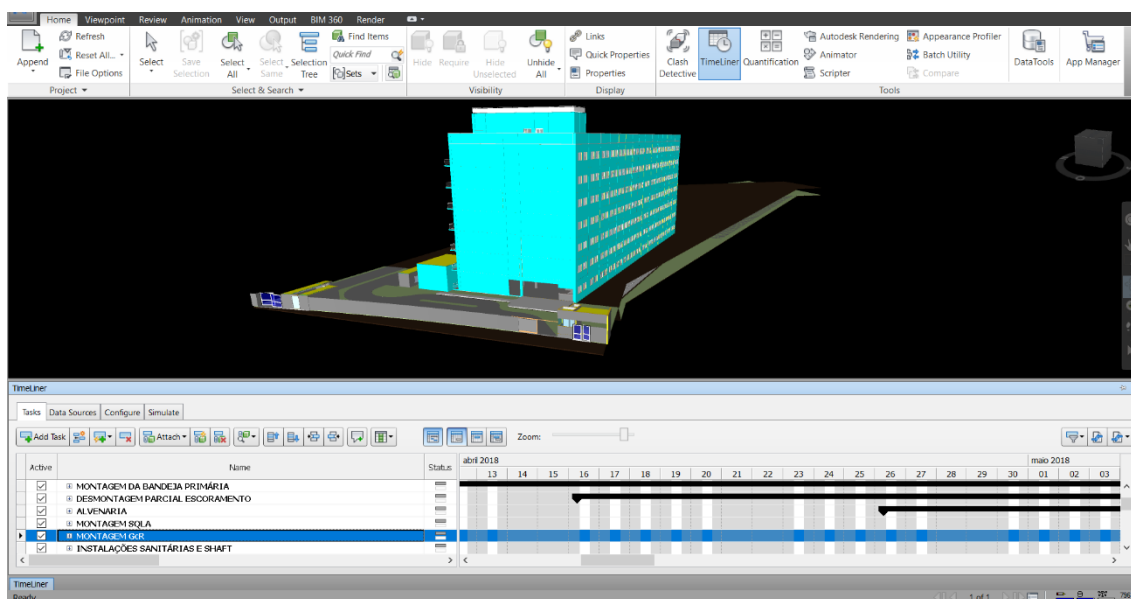 Home Viewpoint Review Animation View Output BIM 360 Render
Append
Refresh
Reset All...
File Options
Project
Select
Save Selection
Select All
Select Same
Selection Tree
Find Items
Quick Find
Sets
Select & Search
Hide
Require
Hide Unselected
Unhide All
Visibility
Links
Quick Properties
Properties
Display
Clash Detective
TimeLiner
Quantification
Autodesk Rendering
Animator
Scripter
Appearance Profiler
Batch Utility
Compare
Tools
DataTools
App Manager
TimeLiner
Tasks Data Sources Configure Simulate
Add Task
Attach
Zoom:
Active Name Status
abril 2018 maio 2018
13 14 15 16 17 18 19 20 21 22 23 24 25 26 27 28 29 30 01 02 03
MONTAGEM DA BANDEJA PRIMÁRIA
DESMONTAGEM PARCIAL ESCORAMENTO
ALVENARIA
MONTAGEM SQLA
MONTAGEM GcR
INSTALAÇÕES SANITÁRIAS E SHAFT
TimeLiner
Ready
1 of 1